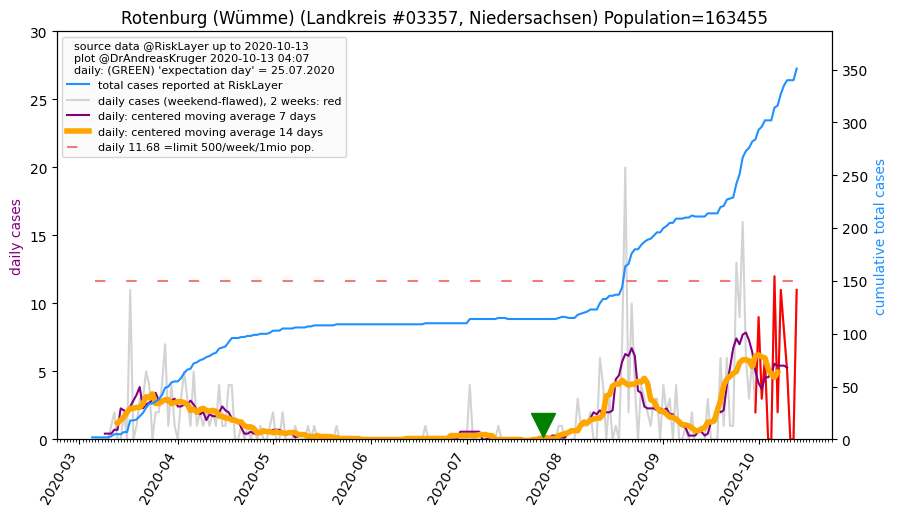 Rotenburg (Wümme) (Landkreis #03357, Niedersachsen) Population=163455
source data @RiskLayer up to 2020-10-13
plot @DrAndreasKruger 2020-10-13 04:07
daily: (GREEN) 'expectation day' = 25.07.2020
total cases reported at RiskLayer
daily cases (weekend-flawed), 2 weeks: red
daily: centered moving average 7 days
daily: centered moving average 14 days
daily 11.68 =limit 500/week/1mio pop.
daily cases
30
25
20
15
10
5
0
cumulative total cases
350
300
250
200
150
100
50
0
2020-03
2020-04
2020-05
2020-06
2020-07
2020-08
2020-09
2020-10